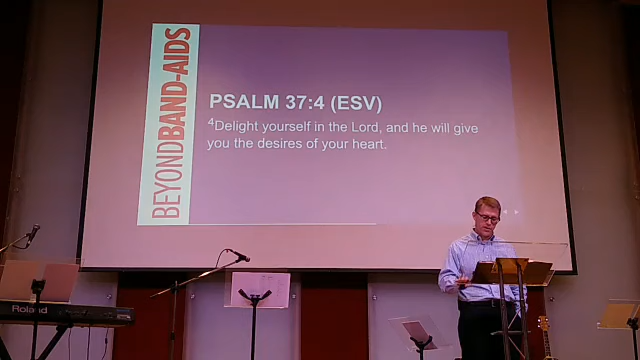 BEYONDBAND-AIDS
PSALM 37:4 (ESV)
4Delight yourself in the Lord, and he will give
you the desires of your heart.
Roland